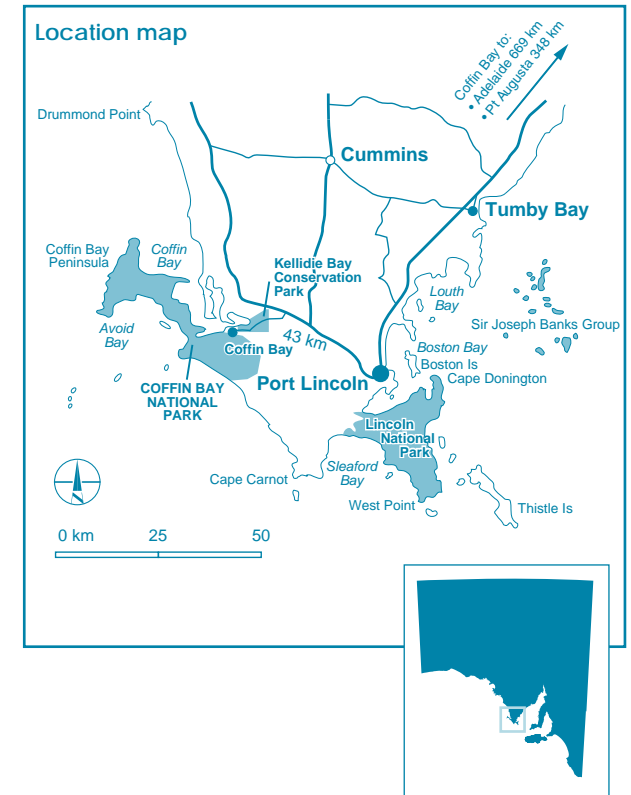 Location map
Coffin Bay to:
• Adelaide 669 km
• Pt Augusta 348 km
Drummond Point
Cummins
Tumby Bay
Coffin Bay
Peninsula
Coffin
Bay
Kellidie Bay
Conservation
Park
Louth
Bay
Sir Joseph Banks Group
Avoid
Bay
Coffin Bay
43 km
Boston Bay
Boston Is
Cape Donington
Port Lincoln
COFFIN BAY
NATIONAL
PARK
Lincoln
National
Park
Sleaford
Bay
Cape Carnot
West Point
Thistle Is
0 km 25 50